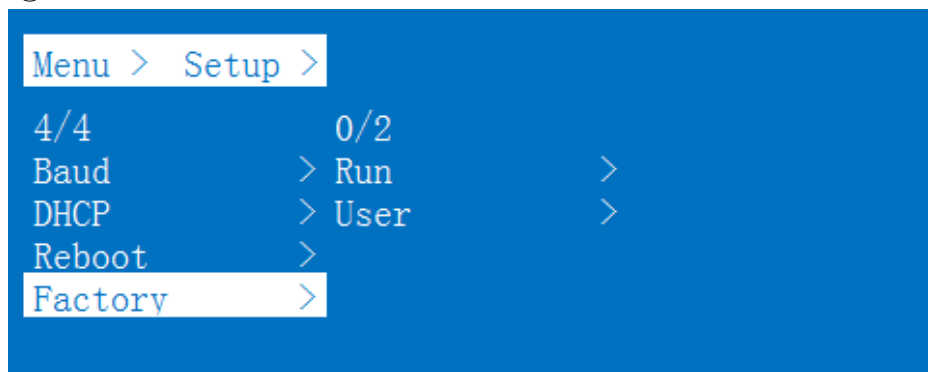 Menu > Setup >
4/4 0/2
Baud > Run >
DHCP > User >
Reboot >
Factory >